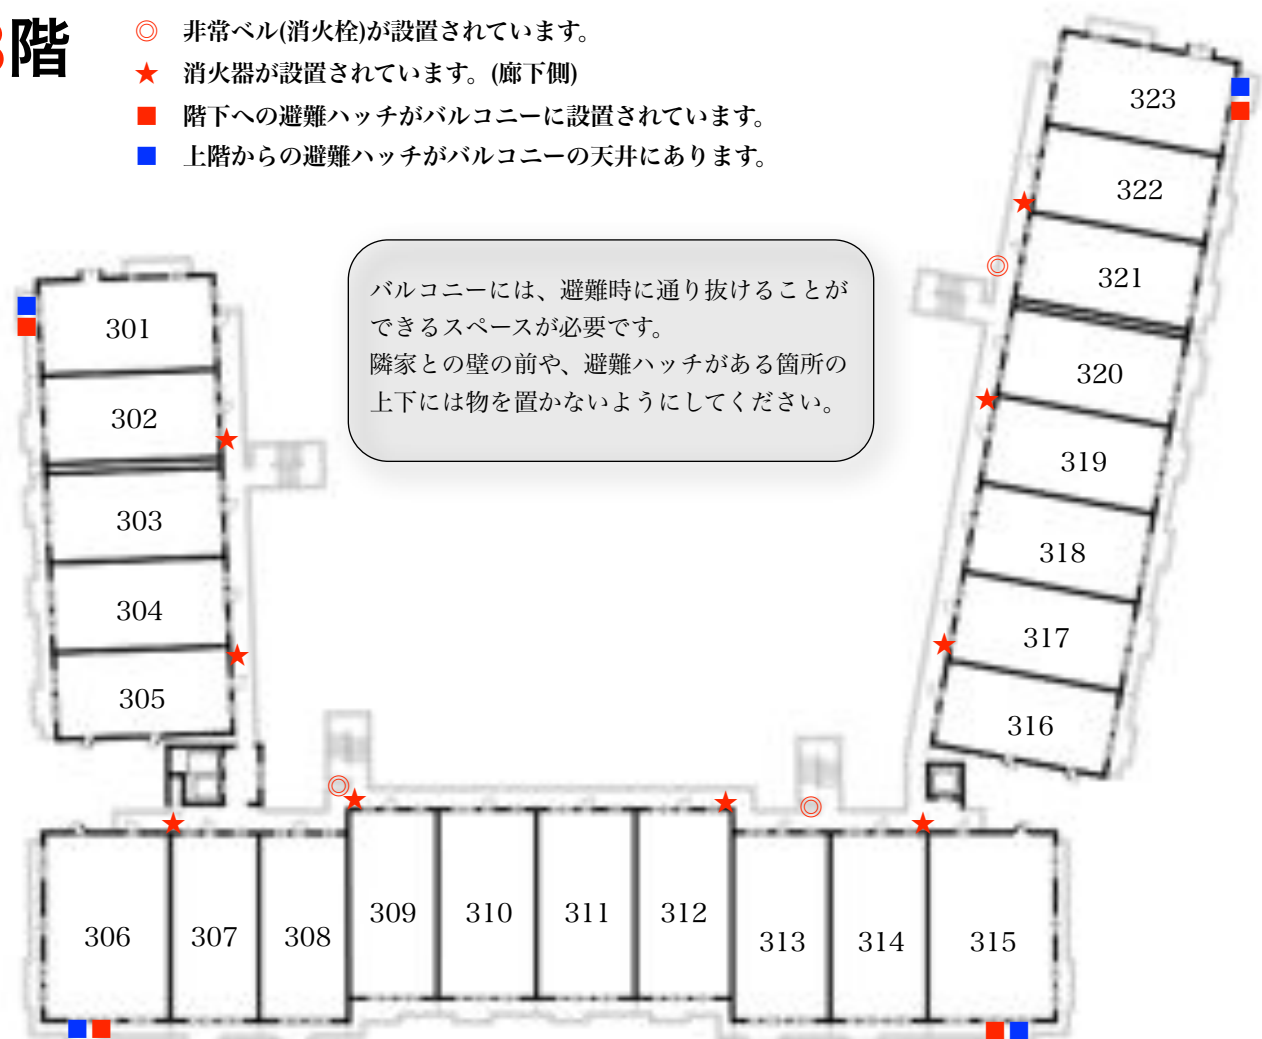 階
◎ 非常ベル(消火栓)が設置されています。
★ 消火器が設置されています。(廊下側)
■ 階下への避難ハッチがバルコニーに設置されています。
■ 上階からの避難ハッチがバルコニーの天井にあります。
バルコニーには、避難時に通り抜けることが
できるスペースが必要です。
隣家との壁の前や、避難ハッチがある箇所の
上下には物を置かないようにしてください。
301
302
303
304
305
306
307
308
309
310
311
312
313
314
315
316
317
318
319
320
321
322
323